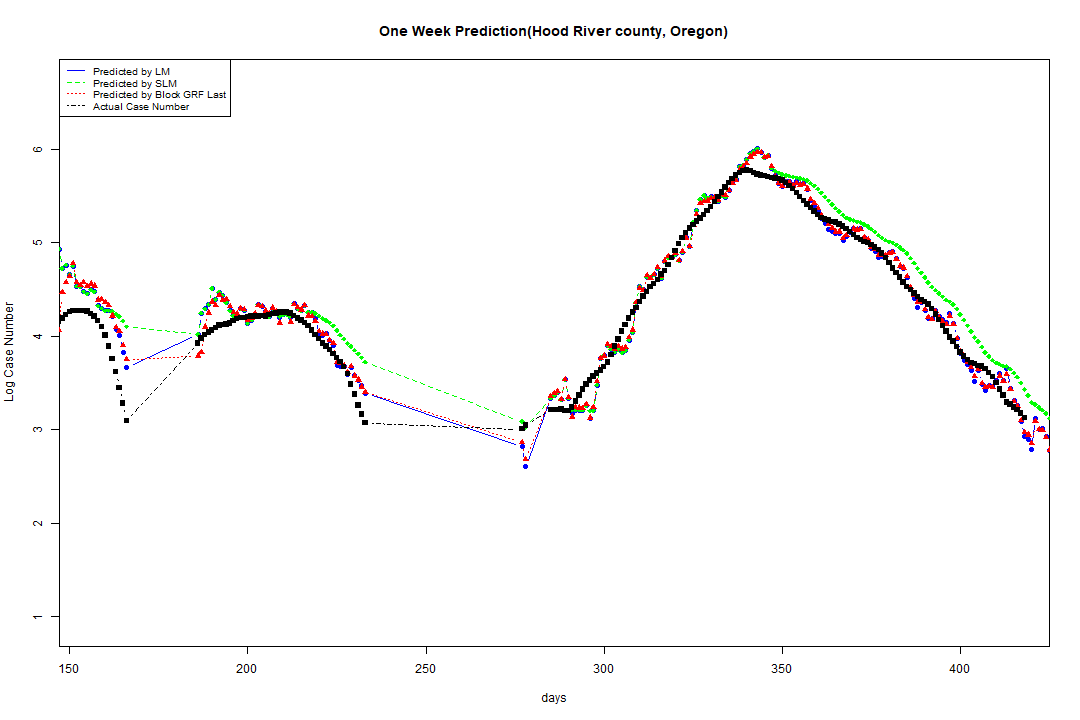 One Week Prediction(Hood River county, Oregon)
Predicted by LM
Predicted by SLM
Predicted by Block GRF Last
Actual Case Number
Log Case Number
6
5
4
3
2
1
150 200 250 300 350 400
days